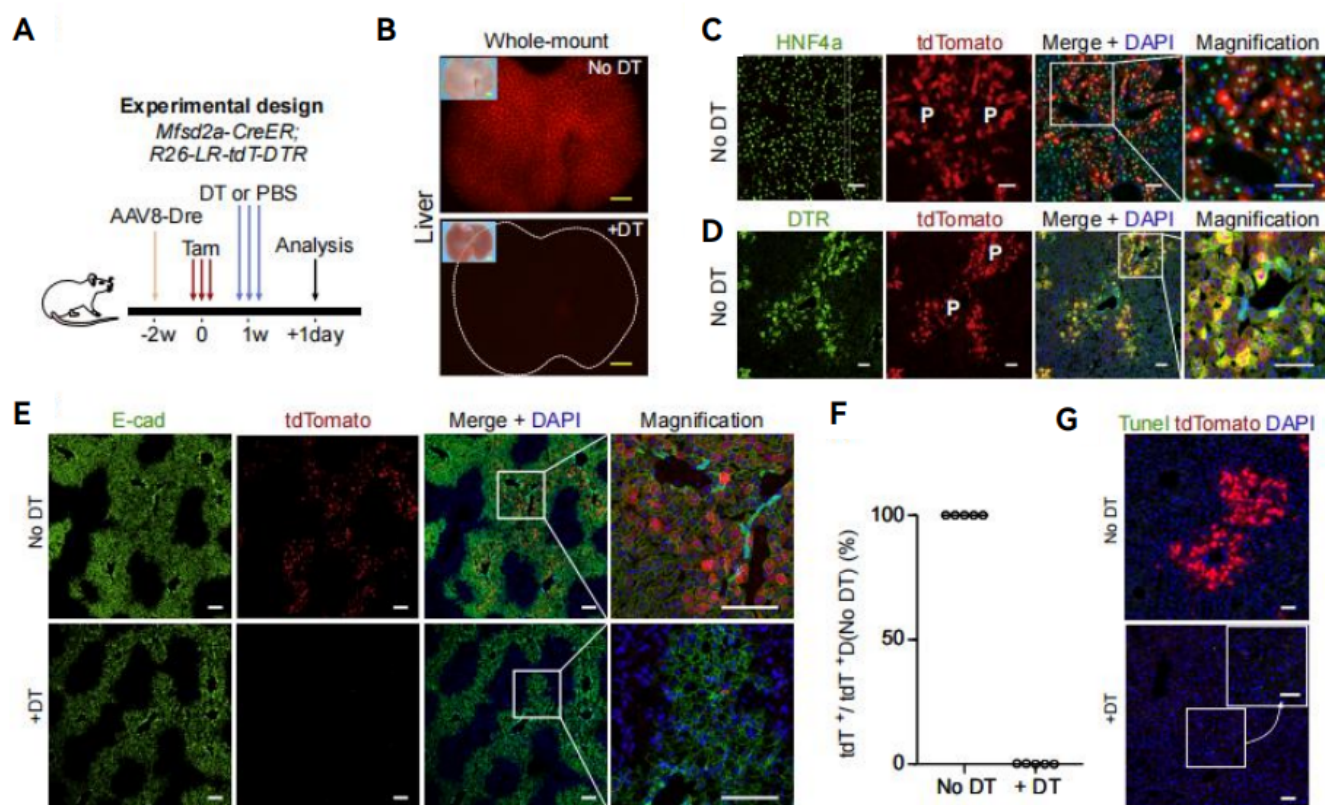 A
Experimental design
Mfsd2a-CreER;
R26-LR-tdT-DTR
DT or PBS
AAV8-Dre
Tam
Analysis
-2w 0 1w +1day
B
Whole-mount
No DT
+DT
Liver
C
HNF4a tdTomato Merge + DAPI Magnification
No DT
P P
D
DTR tdTomato Merge + DAPI Magnification
No DT
P
P
E
E-cad tdTomato Merge + DAPI Magnification
No DT
+DT
F
tdT +/ tdT +D(No DT) (%)
100
50
0
No DT + DT
G
Tunel tdTomato DAPI
No DT
+DT